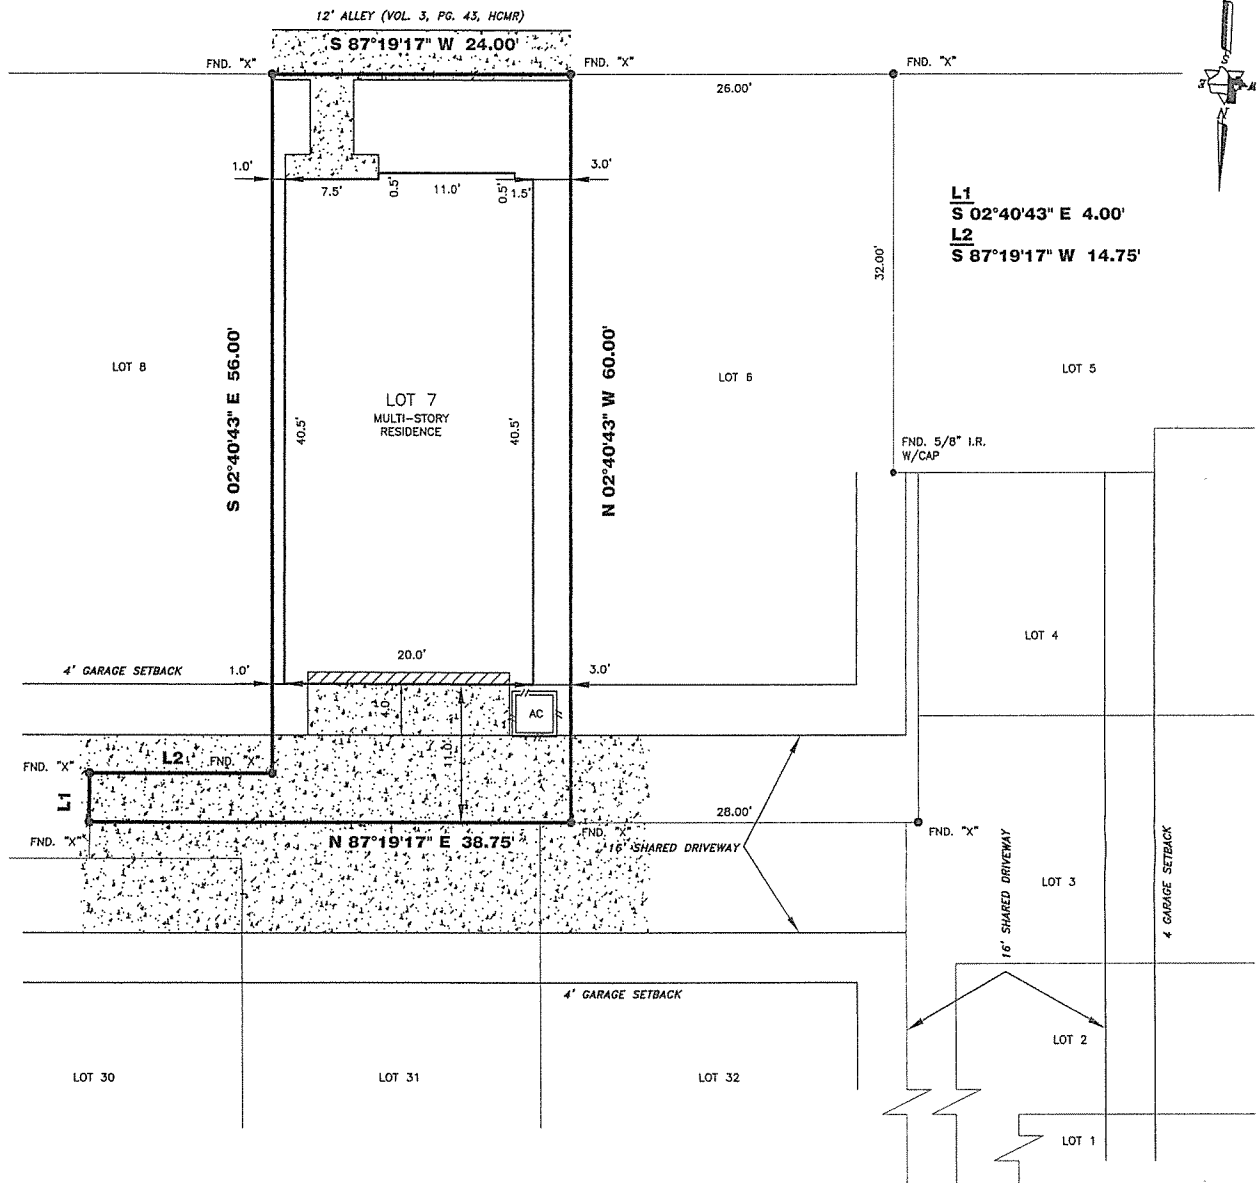 12' ALLEY (VOL. 3, PG. 43, HCMR)
S 87°19'17" W 24.00'
FND. "X"
FND. "X"
FND. "X"
26.00'
S
N
1.0'
3.0'
7.5'
0.5'
11.0'
0.5'
1.5'
L1
S 02°40'43" E 4.00'
L2
S 87°19'17" W 14.75'
32.00'
S 02°40'43" E 56.00'
N 02°40'43" W 60.00'
LOT 8
LOT 6
LOT 5
LOT 7
MULTI-STORY
RESIDENCE
40.5'
40.5'
FND. 5/8" I.R.
W/CAP
LOT 4
4' GARAGE SETBACK
1.0'
20.0'
3.0'
4.0'
AC
11.0'
FND. "X"
L2
FND. "X"
L1
28.00'
FND. "X"
N 87°19'17" E 38.75'
FND. "X"
FND. "X"
16' SHARED DRIVEWAY
LOT 3
16' SHARED DRIVEWAY
4 GARAGE SETBACK
4' GARAGE SETBACK
LOT 2
LOT 30
LOT 31
LOT 32
LOT 1